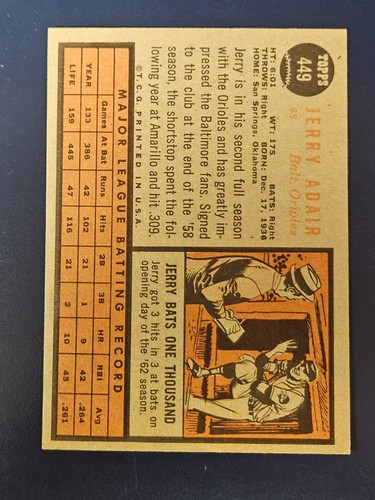 TOPPS
449
JERRY ADAIR
ss Balt. Orioles
HT: 6:01 WT: 175 BATS: Right
THROWS: Right BORN: Dec. 17, 1936
HOME: San Springs, Oklahoma
Jerry is in his second full season
with the Orioles and has greatly im-
pressed the Baltimore fans. Signed
to the club at the end of the '58
season, the shortstop spent the fol-
lowing year at Amarillo and hit .309.
©T.C.G. PRINTED IN U.S.A.
JERRY BATS ONE THOUSAND
Jerry got 3 hits in 3 at bats on
opening day of the '62 season.
MAJOR LEAGUE BATTING RECORD
Games At Bat Runs Hits 2B 3B HR RBI Avg
YEAR 133 386 42 102 21 1 9 42 .264
LIFE 159 445 47 116 21 2 10 45 .261